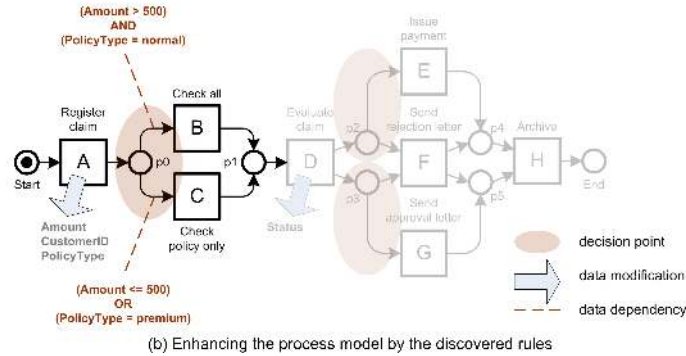 (Amount > 500)
AND
(PolicyType = normal)
Register
claim
A
Start
Amount
CustomerID
PolicyType
p0
Check all
B
C
Check
policy only
(Amount <= 500)
OR
(PolicyType = premium)
p1
Evaluate
claim
D
Status
p2
p3
Issue
payment
E
Send
rejection letter
F
Send
approval letter
G
p4
p5
Archive
H
End
decision point
data modification
data dependency
(b) Enhancing the process model by the discovered rules